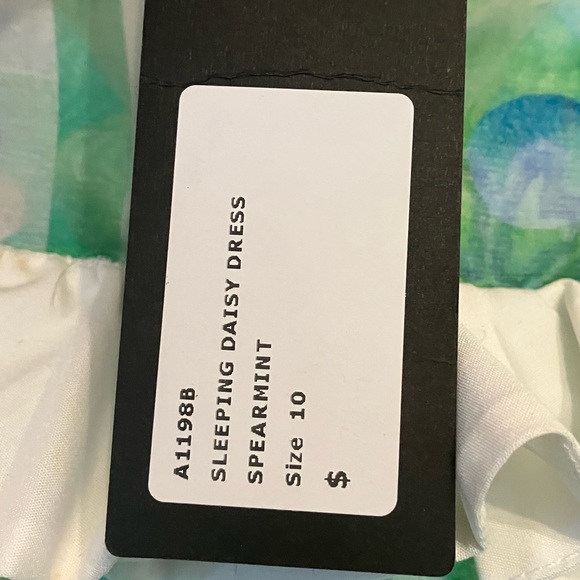 A1198B
SLEEPING DAISY DRESS
SPEARMINT
Size 10
$